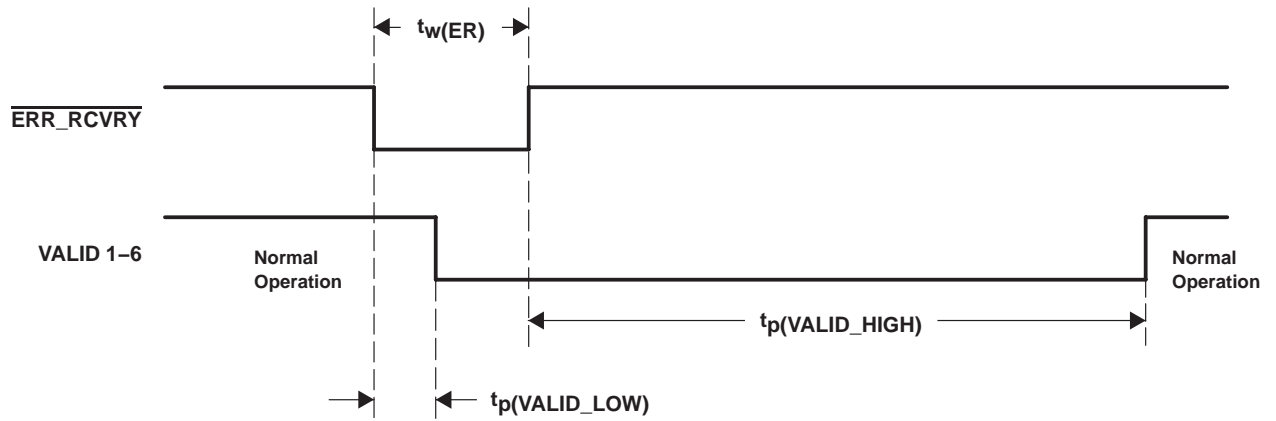 tw(ER)
ERR_RCVRY
VALID 1–6
Normal
Operation
Normal
Operation
tp(VALID_HIGH)
tp(VALID_LOW)